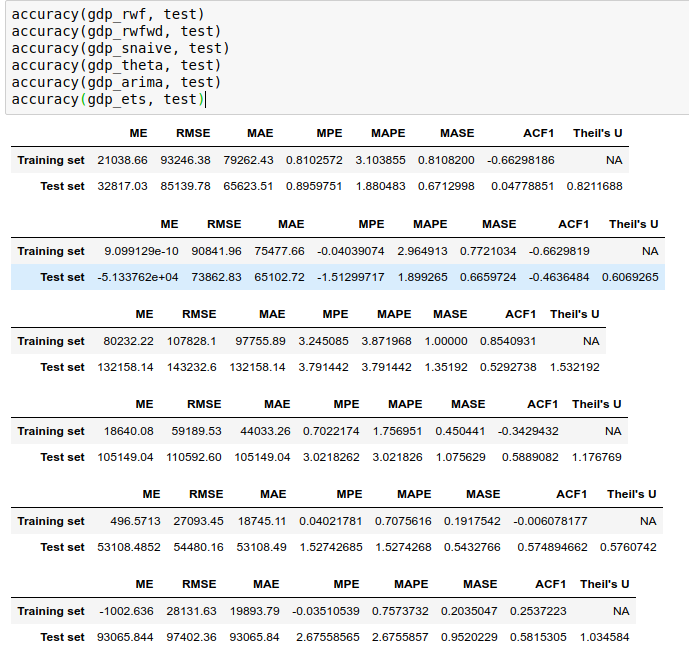 accuracy(gdp_rwf, test)
accuracy(gdp_rwfwd, test)
accuracy(gdp_snaive, test)
accuracy(gdp_theta, test)
accuracy(gdp_arima, test)
accuracy(gdp_ets, test)
ME RMSE MAE MPE MAPE MASE ACF1 Theil's U
Training set 21038.66 93246.38 79262.43 0.8102572 3.103855 0.8108200 -0.66298186 NA
Test set 32817.03 85139.78 65623.51 0.8959751 1.880483 0.6712998 0.04778851 0.8211688
ME RMSE MAE MPE MAPE MASE ACF1 Theil's U
Training set 9.099129e-10 90841.96 75477.66 -0.04039074 2.964913 0.7721034 -0.6629819 NA
Test set -5.133762e+04 73862.83 65102.72 -1.51299717 1.899265 0.6659724 -0.4636484 0.6069265
ME RMSE MAE MPE MAPE MASE ACF1 Theil's U
Training set 80232.22 107828.1 97755.89 3.245085 3.871968 1.00000 0.8540931 NA
Test set 132158.14 143232.6 132158.14 3.791442 3.791442 1.35192 0.5292738 1.532192
ME RMSE MAE MPE MAPE MASE ACF1 Theil's U
Training set 18640.08 59189.53 44033.26 0.7022174 1.756951 0.450441 -0.3429432 NA
Test set 105149.04 110592.60 105149.04 3.0218262 3.021826 1.075629 0.5889082 1.176769
ME RMSE MAE MPE MAPE MASE ACF1 Theil's U
Training set 496.5713 27093.45 18745.11 0.04021781 0.7075616 0.1917542 -0.006078177 NA
Test set 53108.4852 54480.16 53108.49 1.52742685 1.5274268 0.5432766 0.574894662 0.5760742
ME RMSE MAE MPE MAPE MASE ACF1 Theil's U
Training set -1002.636 28131.63 19893.79 -0.03510539 0.7573732 0.2035047 0.2537223 NA
Test set 93065.844 97402.36 93065.84 2.67558565 2.6755857 0.9520229 0.5815305 1.034584